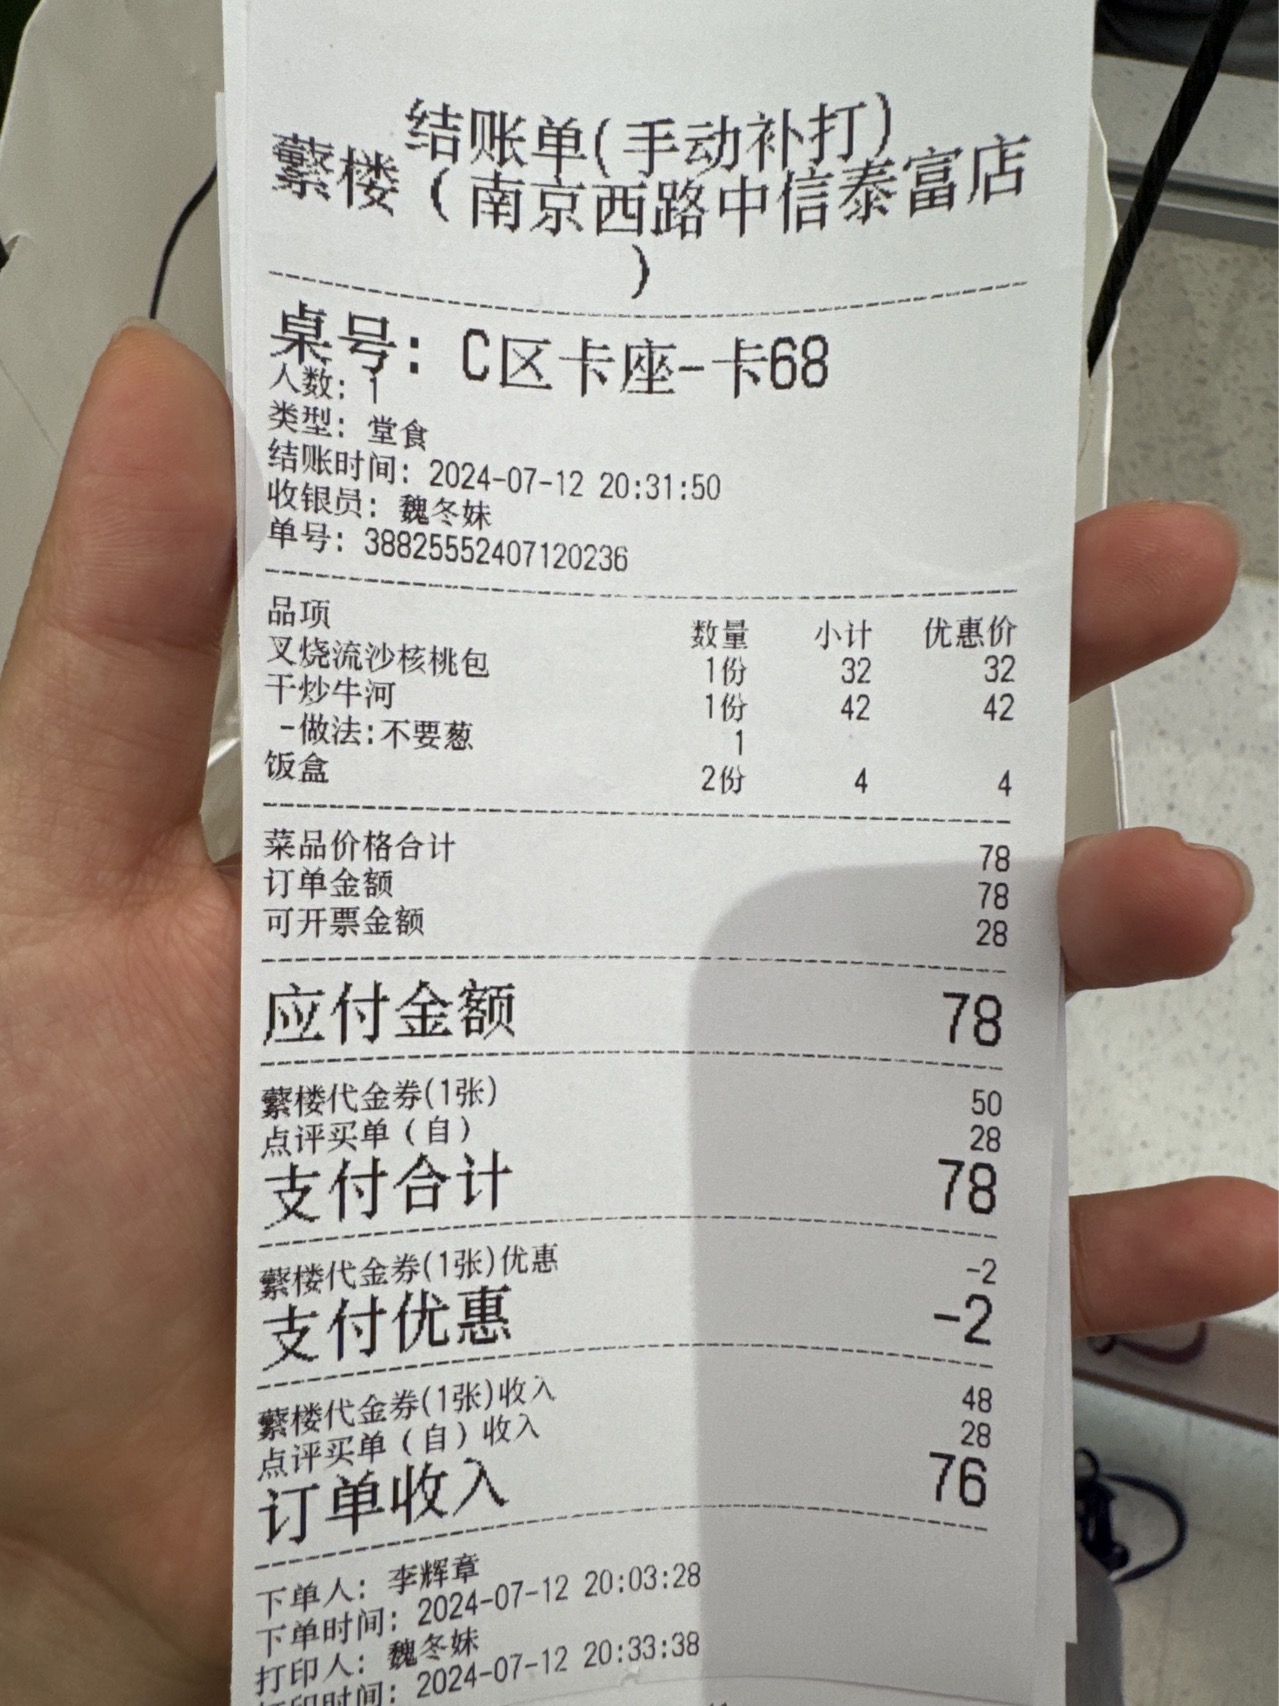 结账单(手动补打)
蘩楼（南京西路中信泰富店
）
桌号: C区卡座-卡68
人数: 1
类型: 堂食
结账时间: 2024-07-12 20:31:50
收银员: 魏冬妹
单号: 38825552407120236
品项 数量 小计 优惠价
叉烧流沙核桃包 1份 32 32
干炒牛河 1份 42 42
-做法:不要葱 1
饭盒 2份 4 4
菜品价格合计 78
订单金额 78
可开票金额 28
应付金额 78
蘩楼代金券(1张) 50
点评买单（自） 28
支付合计 78
蘩楼代金券(1张)优惠 -2
支付优惠 -2
蘩楼代金券(1张)收入 48
点评买单（自）收入 28
订单收入 76
下单人: 李辉章
下单时间: 2024-07-12 20:03:28
打印人: 魏冬妹
打印时间: 2024-07-12 20:33:38